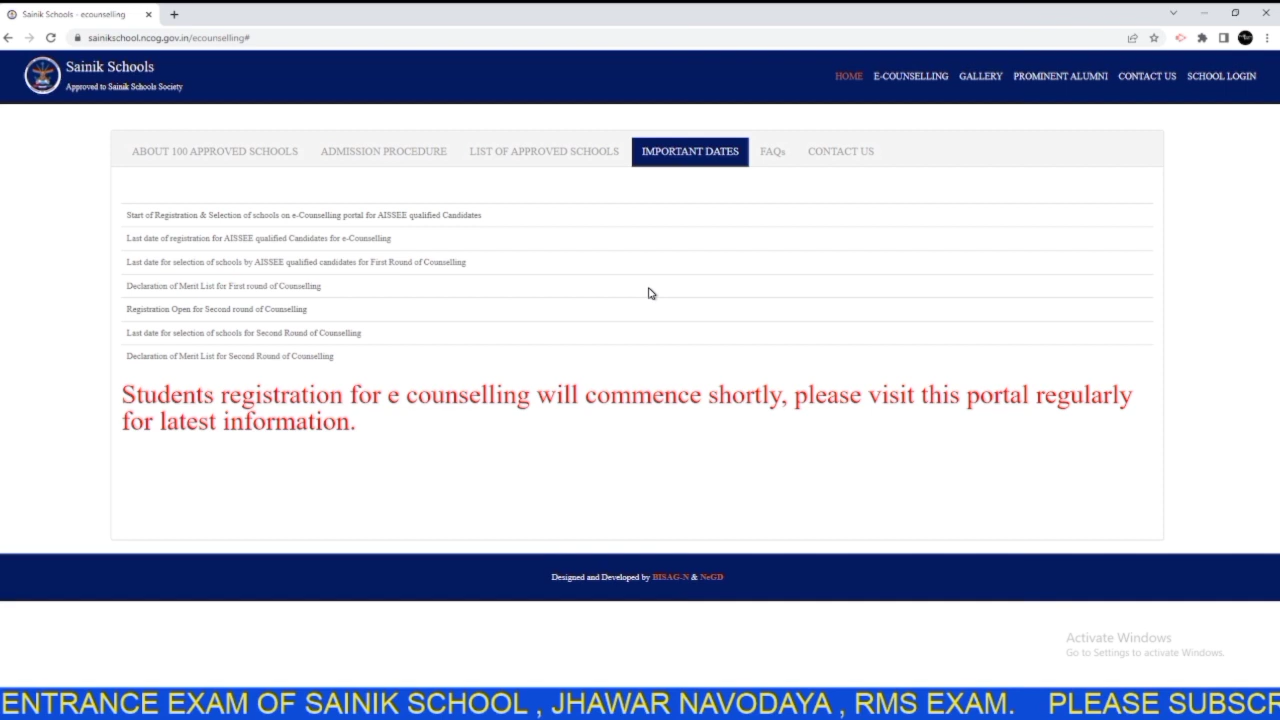 Sainik Schools - ecounselling
sainikschool.ncog.gov.in/ecounselling#
Sainik Schools
Approved to Sainik Schools Society
HOME E-COUNSELLING GALLERY PROMINENT ALUMNI CONTACT US SCHOOL LOGIN
ABOUT 100 APPROVED SCHOOLS ADMISSION PROCEDURE LIST OF APPROVED SCHOOLS IMPORTANT DATES FAQs CONTACT US
Start of Registration & Selection of schools on e-Counselling portal for AISSEE qualified Candidates
Last date of registration for AISSEE qualified Candidates for e-Counselling
Last date for selection of schools by AISSEE qualified candidates for First Round of Counselling
Declaration of Merit List for First round of Counselling
Registration Open for Second round of Counselling
Last date for selection of schools for Second Round of Counselling
Declaration of Merit List for Second Round of Counselling
Students registration for e counselling will commence shortly, please visit this portal regularly
for latest information.
Designed and Developed by BISAG-N & NeGD
Activate Windows
Go to Settings to activate Windows.
ENTRANCE EXAM OF SAINIK SCHOOL , JHAWAR NAVODAYA , RMS EXAM. PLEASE SUBSCR